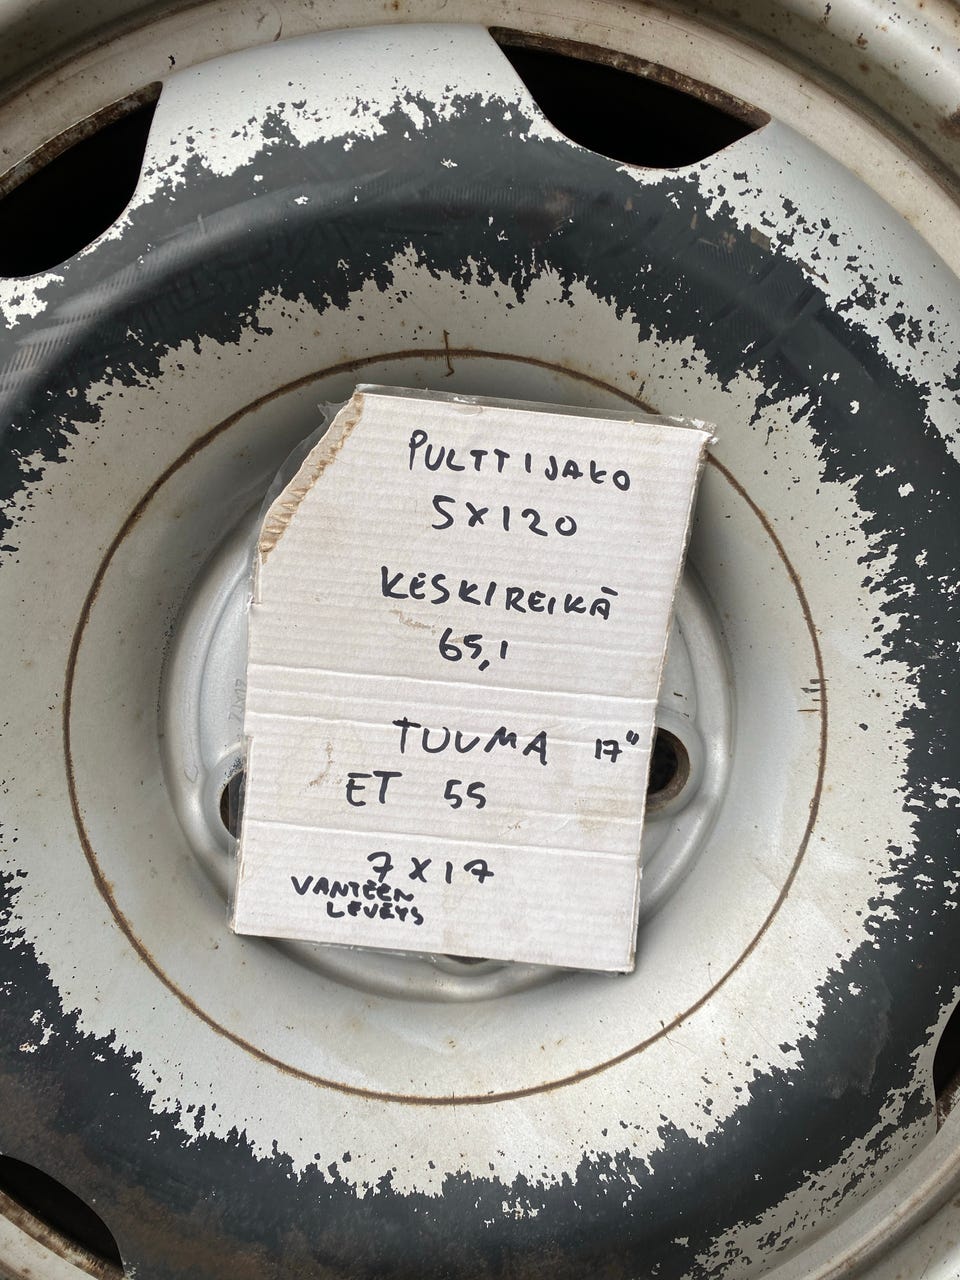 PULTTIJAKO
5X120
KESKIREIKÄ
65,1
TUUMA 17"
ET 55
7X17
VANTEEN
LEVEYS